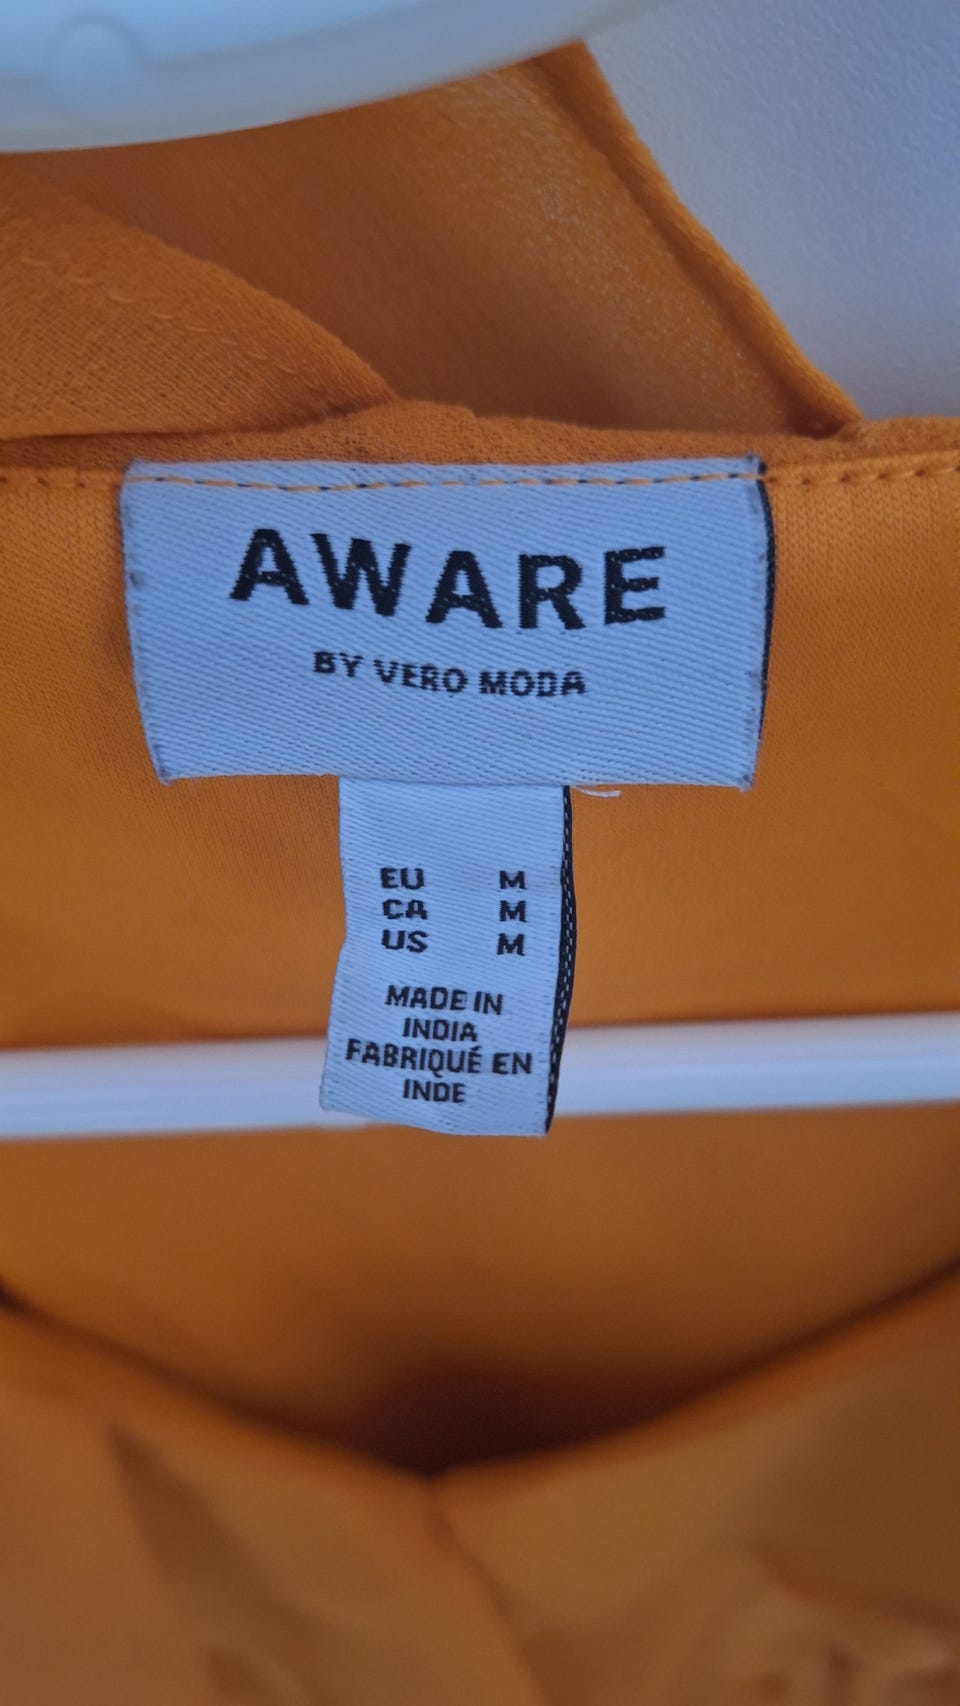 AWARE
BY VERO MODA
EU M
CA M
US M
MADE IN
INDIA
FABRIQUÉ EN
INDE